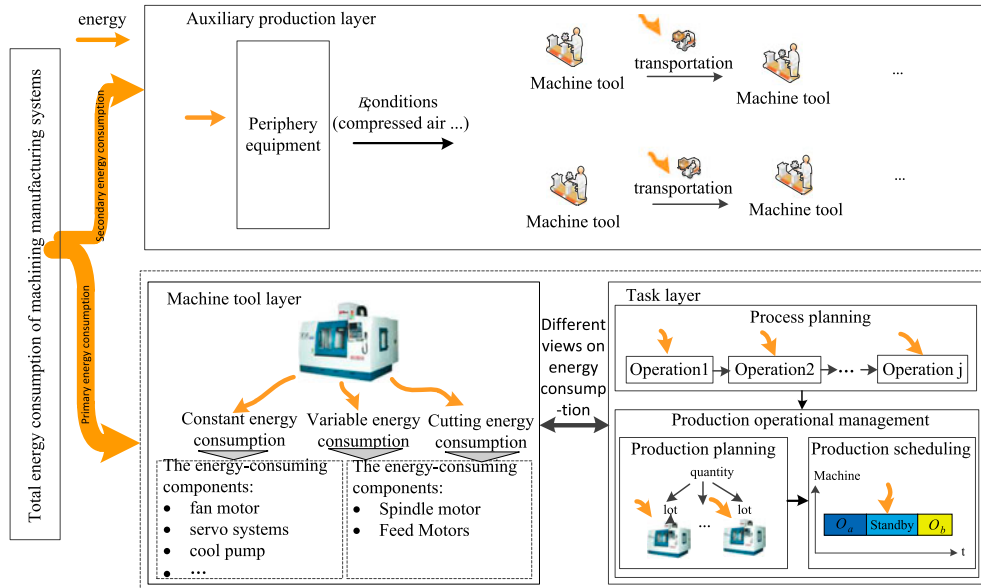 energy
Auxiliary production layer
Total energy consumption of machining manufacturing systems
Secondary energy consumption
Primary energy consumption
Periphery
equipment
conditions
(compressed air ...)
Machine tool
transportation
Machine tool
...
Machine tool
transportation
Machine tool
...
Machine tool layer
Constant energy
consumption
Variable energy
consumption
Cutting energy
consumption
The energy-consuming
components:
● fan motor
● servo systems
● cool pump
● ...
The energy-consuming
components:
● Spindle motor
● Feed Motors
Different
views on
energy
consump
-tion
Task layer
Process planning
Operation1
Operation2
...
Operation j
Production operational management
Production planning
quantity
lot
...
lot
Production scheduling
Machine
O_a
Standby
O_b
t